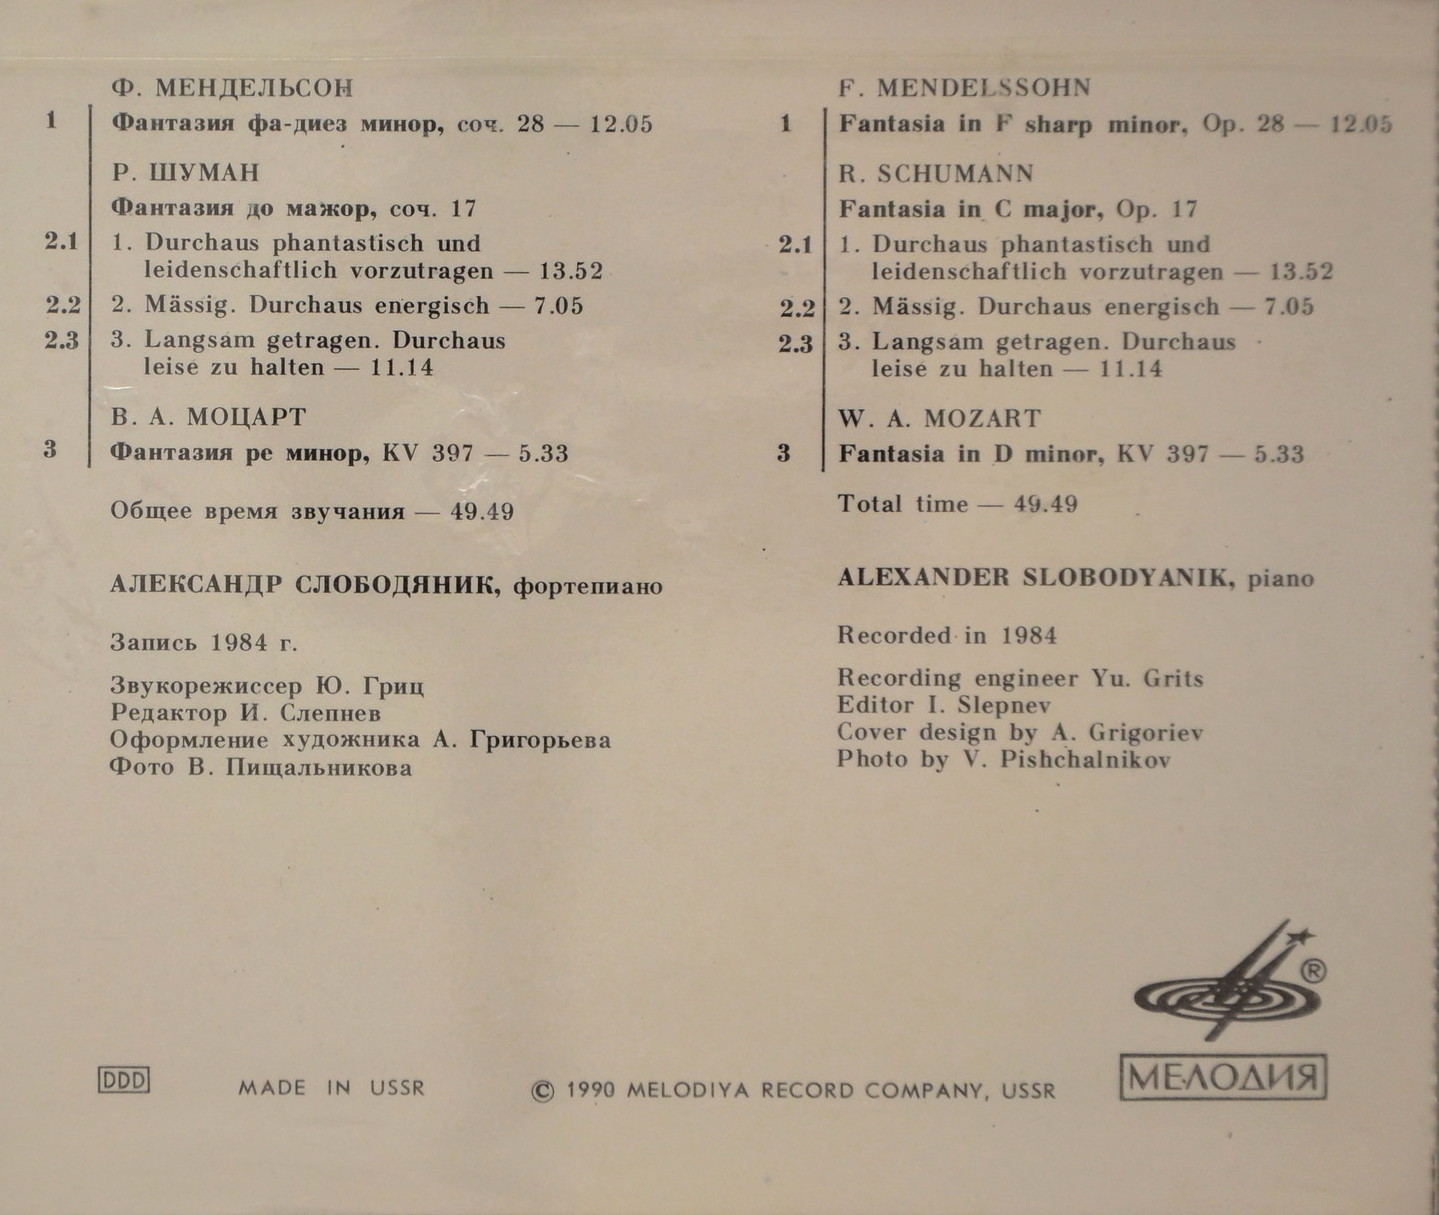 Ф. МЕНДЕЛЬСОН
1 Фантазия фа-диез минор, соч. 28 — 12.05
Р. ШУМАН
Фантазия до мажор, соч. 17
2.1 1. Durchaus phantastisch und
leidenschaftlich vorzutragen — 13.52
2.2 2. Mässig. Durchaus energisch — 7.05
2.3 3. Langsam getragen. Durchaus
leise zu halten — 11.14
В. А. МОЦАРТ
3 Фантазия ре минор, KV 397 — 5.33
Общее время звучания — 49.49
АЛЕКСАНДР СЛОБОДЯНИК, фортепиано
Запись 1984 г.
Звукорежиссер Ю. Гриц
Редактор И. Слепнев
Оформление художника А. Григорьева
Фото В. Пищальникова
F. MENDELSSOHN
1 Fantasia in F sharp minor, Op. 28 — 12.05
R. SCHUMANN
Fantasia in C major, Op. 17
2.1 1. Durchaus phantastisch und
leidenschaftlich vorzutragen — 13.52
2.2 2. Mässig. Durchaus energisch — 7.05
2.3 3. Langsam getragen. Durchaus
leise zu halten — 11.14
W. A. MOZART
3 Fantasia in D minor, KV 397 — 5.33
Total time — 49.49
ALEXANDER SLOBODYANIK, piano
Recorded in 1984
Recording engineer Yu. Grits
Editor I. Slepnev
Cover design by A. Grigoriev
Photo by V. Pishchalnikov
®
МЕЛОДИЯ
DDD
MADE IN USSR
© 1990 MELODIYA RECORD COMPANY, USSR